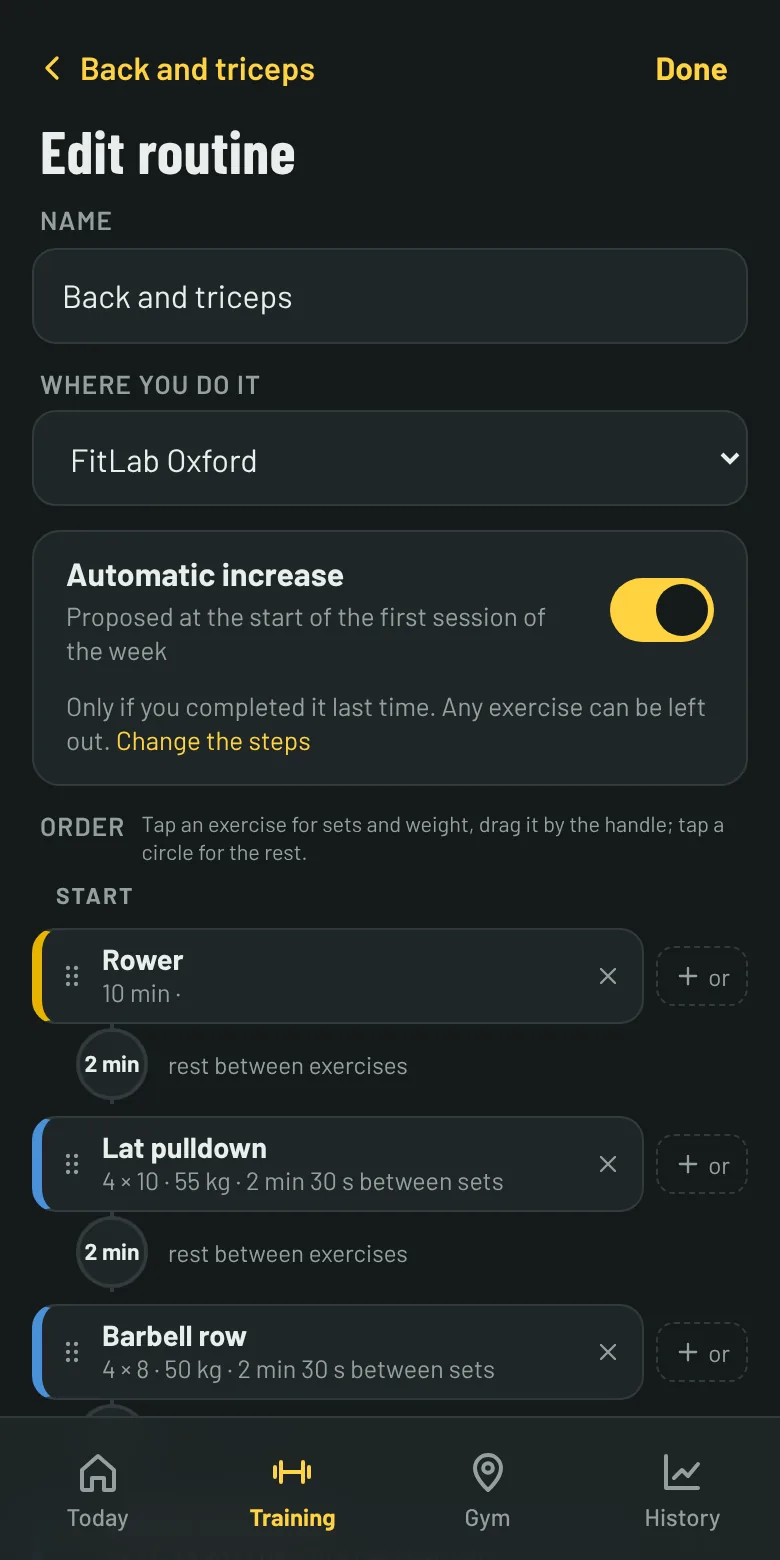 Back and triceps
Done
Edit routine
NAME
Back and triceps
WHERE YOU DO IT
FitLab Oxford
Automatic increase
Proposed at the start of the first session of
the week
Only if you completed it last time. Any exercise can be left
out. Change the steps
ORDER
Tap an exercise for sets and weight, drag it by the handle; tap a
circle for the rest.
START
Rower
10 min ·
+ or
2 min
rest between exercises
Lat pulldown
4 × 10 · 55 kg · 2 min 30 s between sets
+ or
2 min
rest between exercises
Barbell row
4 × 8 · 50 kg · 2 min 30 s between sets
+ or
Today
Training
Gym
History